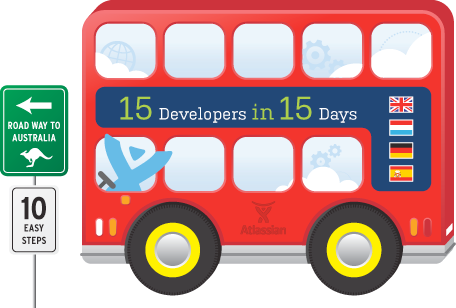 15 Developers in 15 Days
ROAD WAY TO
AUSTRALIA
10
EASY
STEPS
Atlassian